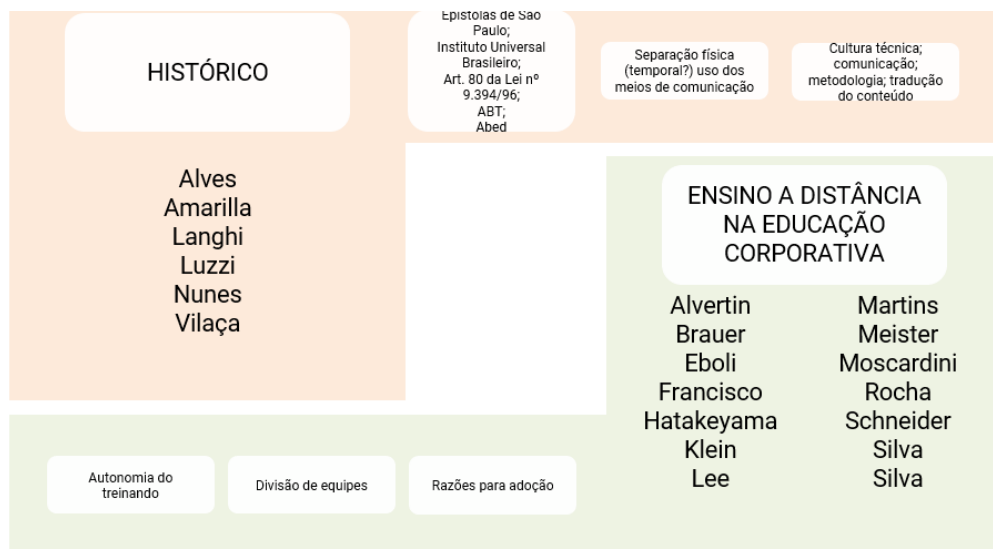 HISTÓRICO
Epístolas de São
Paulo;
Instituto Universal
Brasileiro;
Art. 80 da Lei nº
9.394/96;
ABT;
Abed
Separação física
(temporal?) uso dos
meios de comunicação
Cultura técnica;
comunicação;
metodologia; tradução
do conteúdo
Alves
Amarilla
Langhi
Luzzi
Nunes
Vilaça
ENSINO A DISTÂNCIA
NA EDUCAÇÃO
CORPORATIVA
Alvertin
Brauer
Eboli
Francisco
Hatakeyama
Klein
Lee
Martins
Meister
Moscardini
Rocha
Schneider
Silva
Silva
Autonomia do
treinando
Divisão de equipes
Razões para adoção